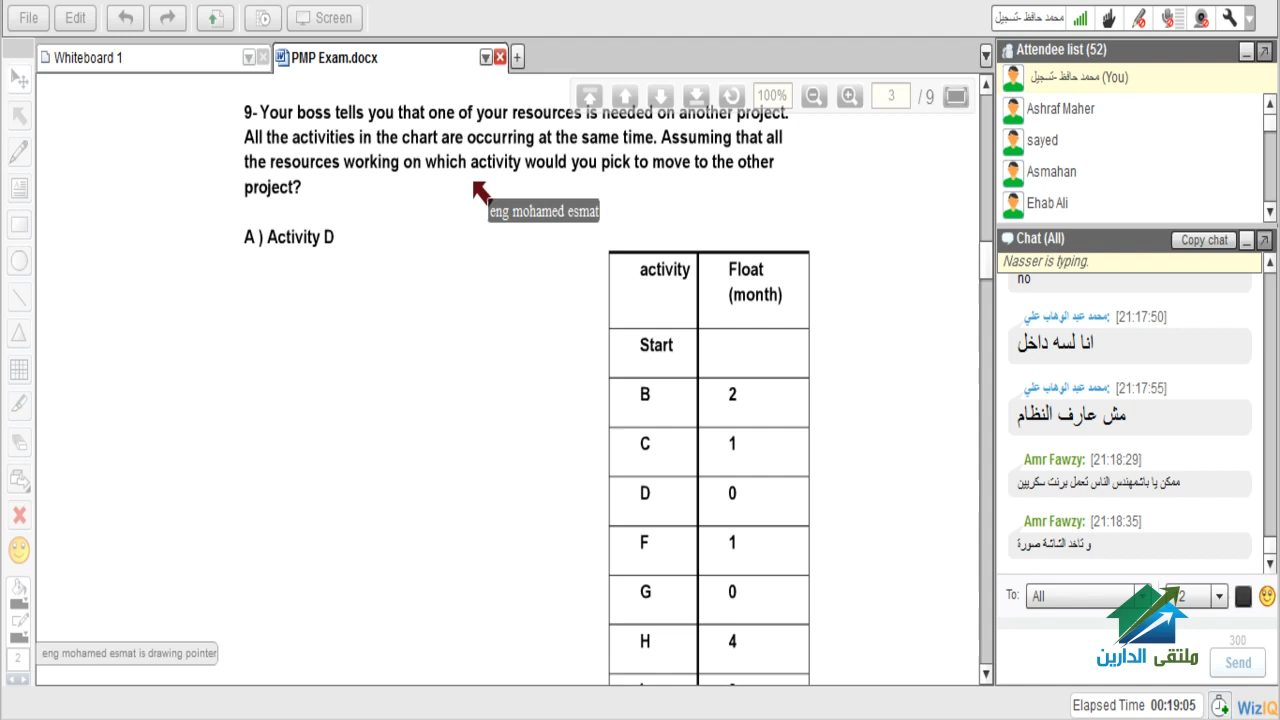 File
Edit
Screen
محمد حافظ -تسجيل
Whiteboard 1
PMP Exam.docx
+
100%
3
/ 9
9- Your boss tells you that one of your resources is needed on another project.
All the activities in the chart are occurring at the same time. Assuming that all
the resources working on which activity would you pick to move to the other
project?
eng mohamed esmat
A ) Activity D
activity Float
(month)
Start
B 2
C 1
D 0
F 1
G 0
H 4
eng mohamed esmat is drawing pointer
2
Attendee list (52)
محمد حافظ -تسجيل (You)
Ashraf Maher
sayed
Asmahan
Ehab Ali
Chat (All)
Copy chat
Nasser is typing.
no
محمد عبد الوهاب علي: [21:17:50]
انا لسه داخل
محمد عبد الوهاب علي: [21:17:55]
مش عارف النظام
Amr Fawzy: [21:18:29]
ممكن يا باشمهندس الناس تعمل برنت سكريين
Amr Fawzy: [21:18:35]
و تاخد الشاشة صورة
To:
All
2
ملتقى الدارين
300
Send
Elapsed Time 00:19:05
WizIQ